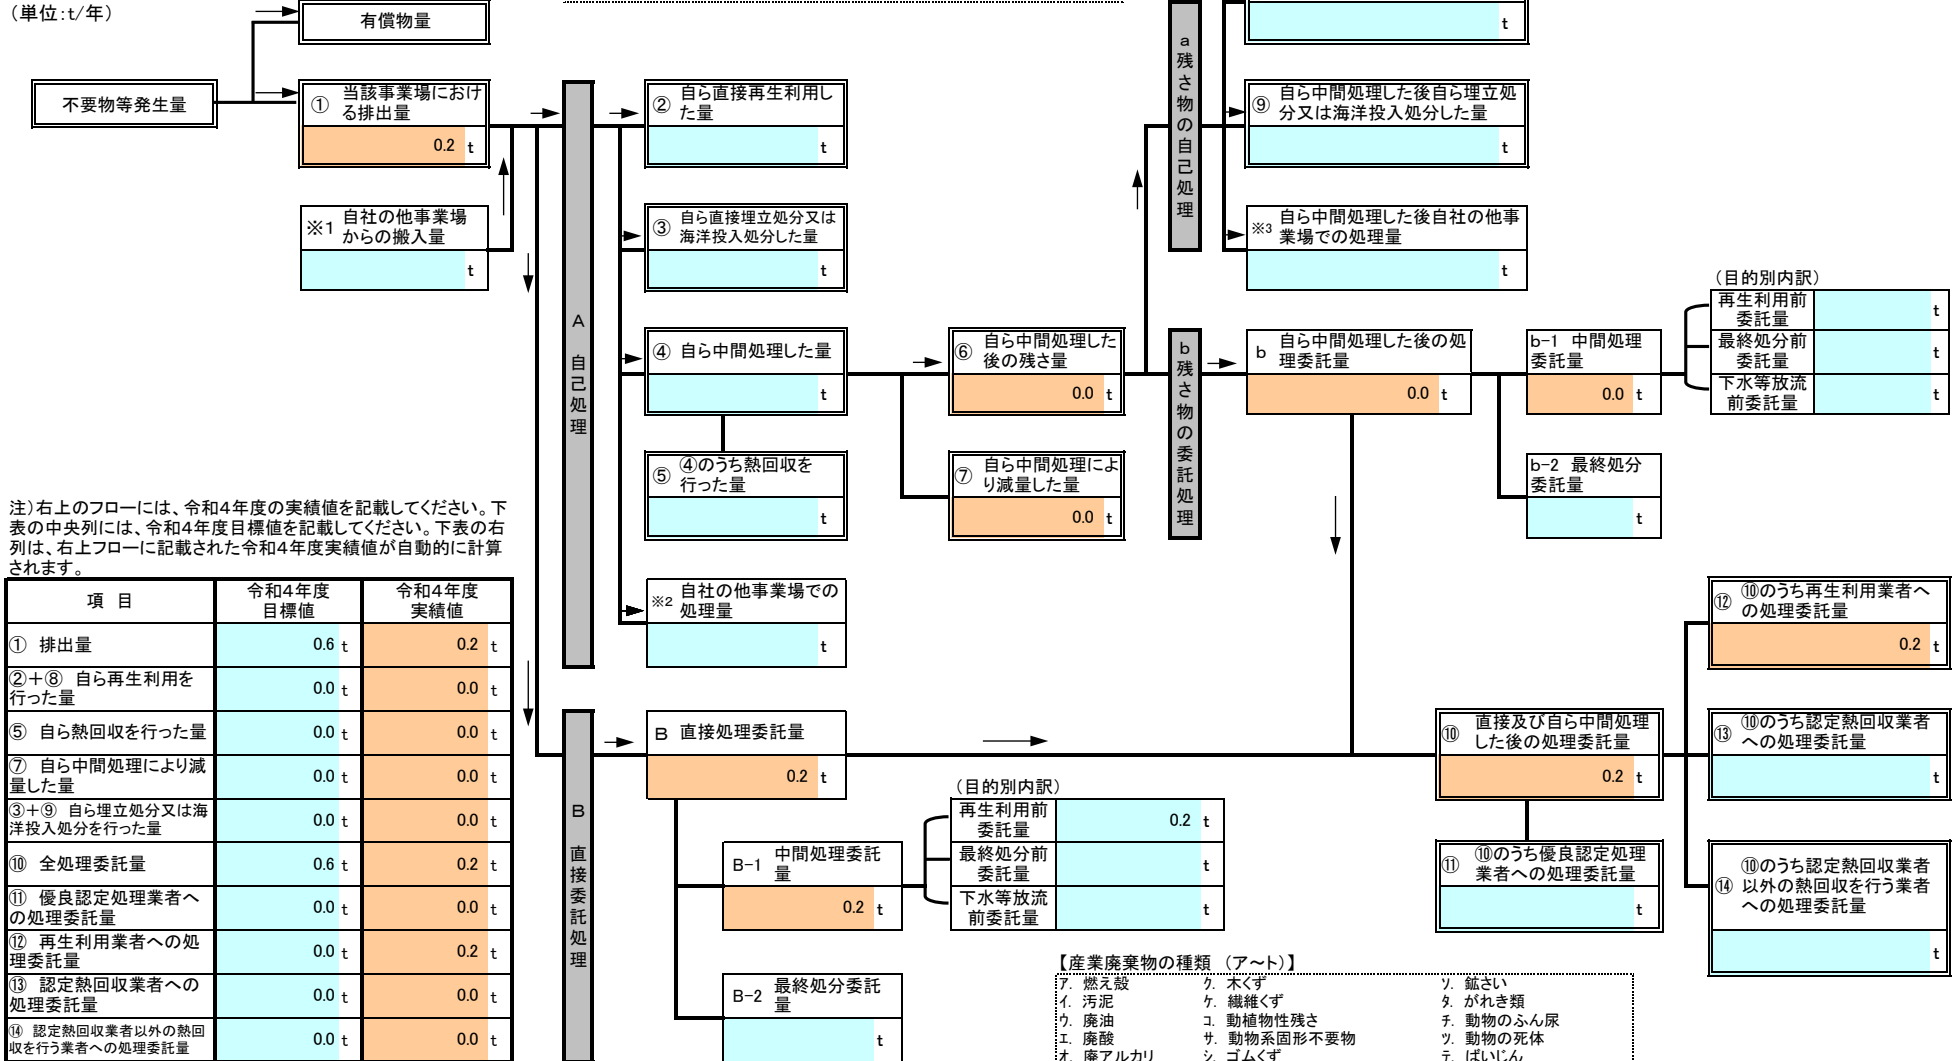 （単位:t/年）
有償物量
不要物等発生量
① 当該事業場におけ
る排出量
0.2 t
※1 自社の他事業場
からの搬入量
t
A 自己処理
② 自ら直接再生利用し
た量
t
③ 自ら直接埋立処分又は
海洋投入処分した量
t
④ 自ら中間処理した量
t
⑤ ④のうち熱回収を
行った量
t
※2 自社の他事業場での
処理量
t
⑥ 自ら中間処理した
後の残さ量
0.0 t
⑦ 自ら中間処理によ
り減量した量
0.0 t
a残さ物の自己処理
t
⑨ 自ら中間処理した後自ら埋立処
分又は海洋投入処分した量
t
※3 自ら中間処理した後自社の他事
業場での処理量
t
b残さ物の委託処理
b 自ら中間処理した後の処
理委託量
0.0 t
b-1 中間処理
委託量
0.0 t
b-2 最終処分
委託量
t
（目的別内訳）
再生利用前
委託量
t
最終処分前
委託量
t
下水等放流
前委託量
t
注）右上のフローには、令和4年度の実績値を記載してください。下
表の中央列には、令和4年度目標値を記載してください。下表の右
列は、右上フローに記載された令和4年度実績値が自動的に計算
されます。
項 目
令和4年度
目標値
令和4年度
実績値
① 排出量 0.6 t 0.2 t
②＋⑧ 自ら再生利用を
行った量 0.0 t 0.0 t
⑤ 自ら熱回収を行った量 0.0 t 0.0 t
⑦ 自ら中間処理により減
量した量 0.0 t 0.0 t
③＋⑨ 自ら埋立処分又は海
洋投入処分を行った量 0.0 t 0.0 t
⑩ 全処理委託量 0.6 t 0.2 t
⑪ 優良認定処理業者へ
の処理委託量 0.0 t 0.0 t
⑫ 再生利用業者への処
理委託量 0.0 t 0.2 t
⑬ 認定熱回収業者への
処理委託量 0.0 t 0.0 t
⑭ 認定熱回収業者以外の熱回
収を行う業者への処理委託量 0.0 t 0.0 t
B 直接委託処理
B 直接処理委託量
0.2 t
B-1 中間処理委託
量
0.2 t
B-2 最終処分委託
量
t
（目的別内訳）
再生利用前
委託量
0.2 t
最終処分前
委託量
t
下水等放流
前委託量
t
⑩ 直接及び自ら中間処理
した後の処理委託量
0.2 t
⑪ ⑩のうち優良認定処理
業者への処理委託量
t
⑫ ⑩のうち再生利用業者へ
の処理委託量
0.2 t
⑬ ⑩のうち認定熱回収業者
への処理委託量
t
⑭ ⑩のうち認定熱回収業者
以外の熱回収を行う業者
への処理委託量
t
【産業廃棄物の種類 （ア～ト）】
ア. 燃え殻 ク. 木くず ソ. 鉱さい
イ. 汚泥 ケ. 繊維くず タ. がれき類
ウ. 廃油 コ. 動植物性残さ チ. 動物のふん尿
エ. 廃酸 サ. 動物系固形不要物 ツ. 動物の死体
オ. 廃アルカリ シ. ゴムくず テ. ばいじん